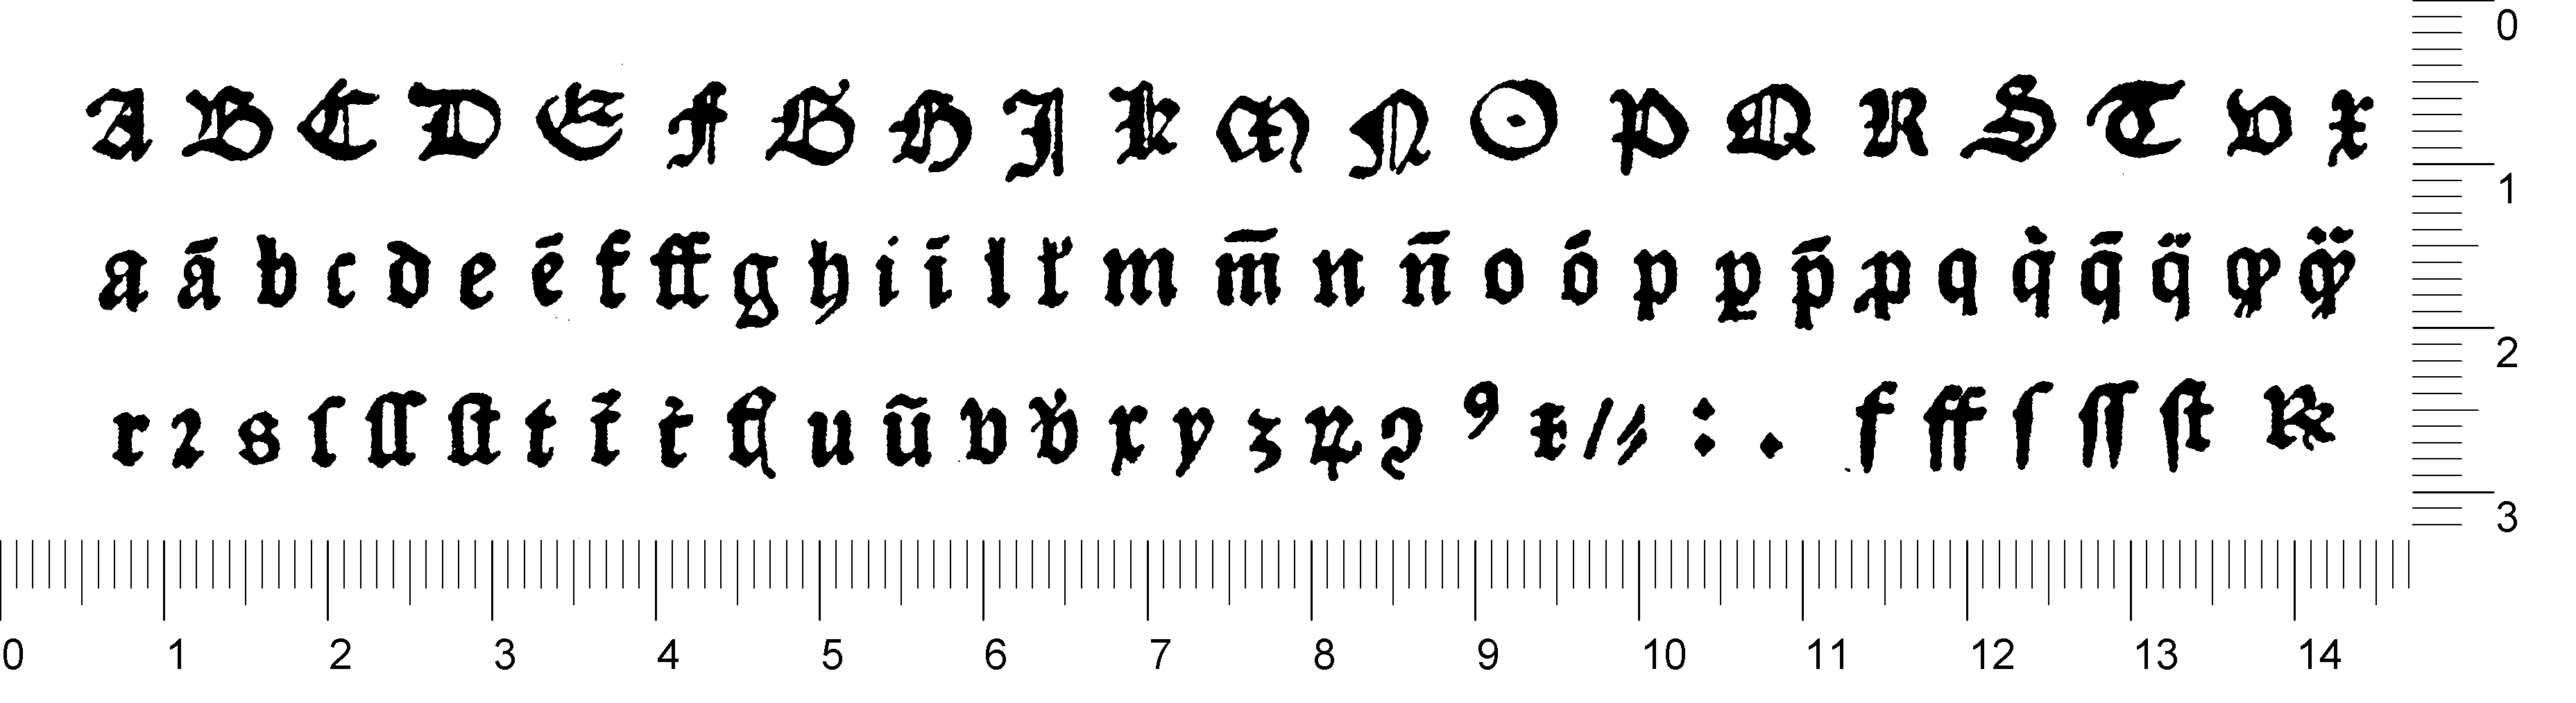 A B C D E F G H J K M N O P Q R S T V X
a ā b c d e ē f ff g h i ī l m m̄ n n̄ o ó p ꝑ p̄ q q̄ q̈
r ꝛ s ſ ſſ ſt t u ū v x y z ꝝ ꝯ ꝰ / : . f ff ſ ſſ ſt
0
1
2
3
0 1 2 3 4 5 6 7 8 9 10 11 12 13 14